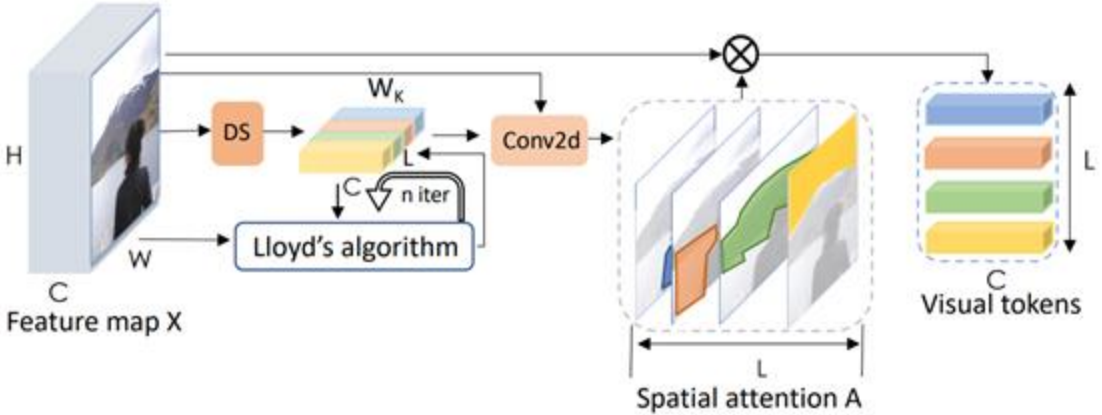 H
W
C
Feature map X
DS
W_K
L
C
n iter
Lloyd's algorithm
Conv2d
L
Spatial attention A
L
C
Visual tokens